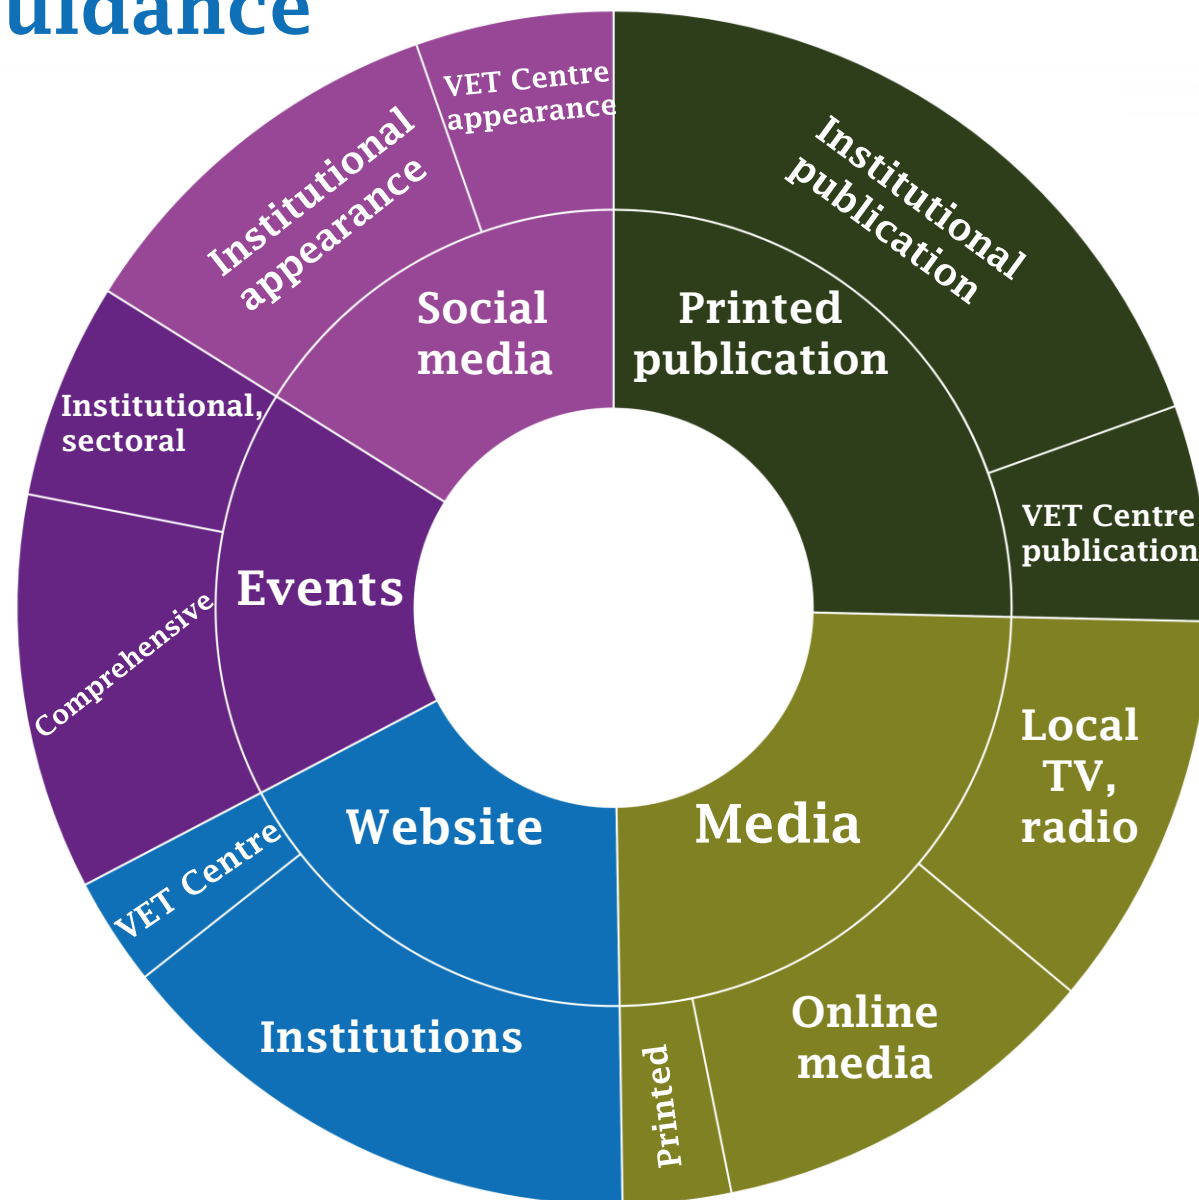 uidance
VET Centre
appearance
Institutional
appearance
Institutional
publication
Social
media
Printed
publication
Institutional,
sectoral
VET Centre
publication
Events
Comprehensive
Local
TV,
radio
Website
Media
VET Centre
Institutions
Online
media
Printed